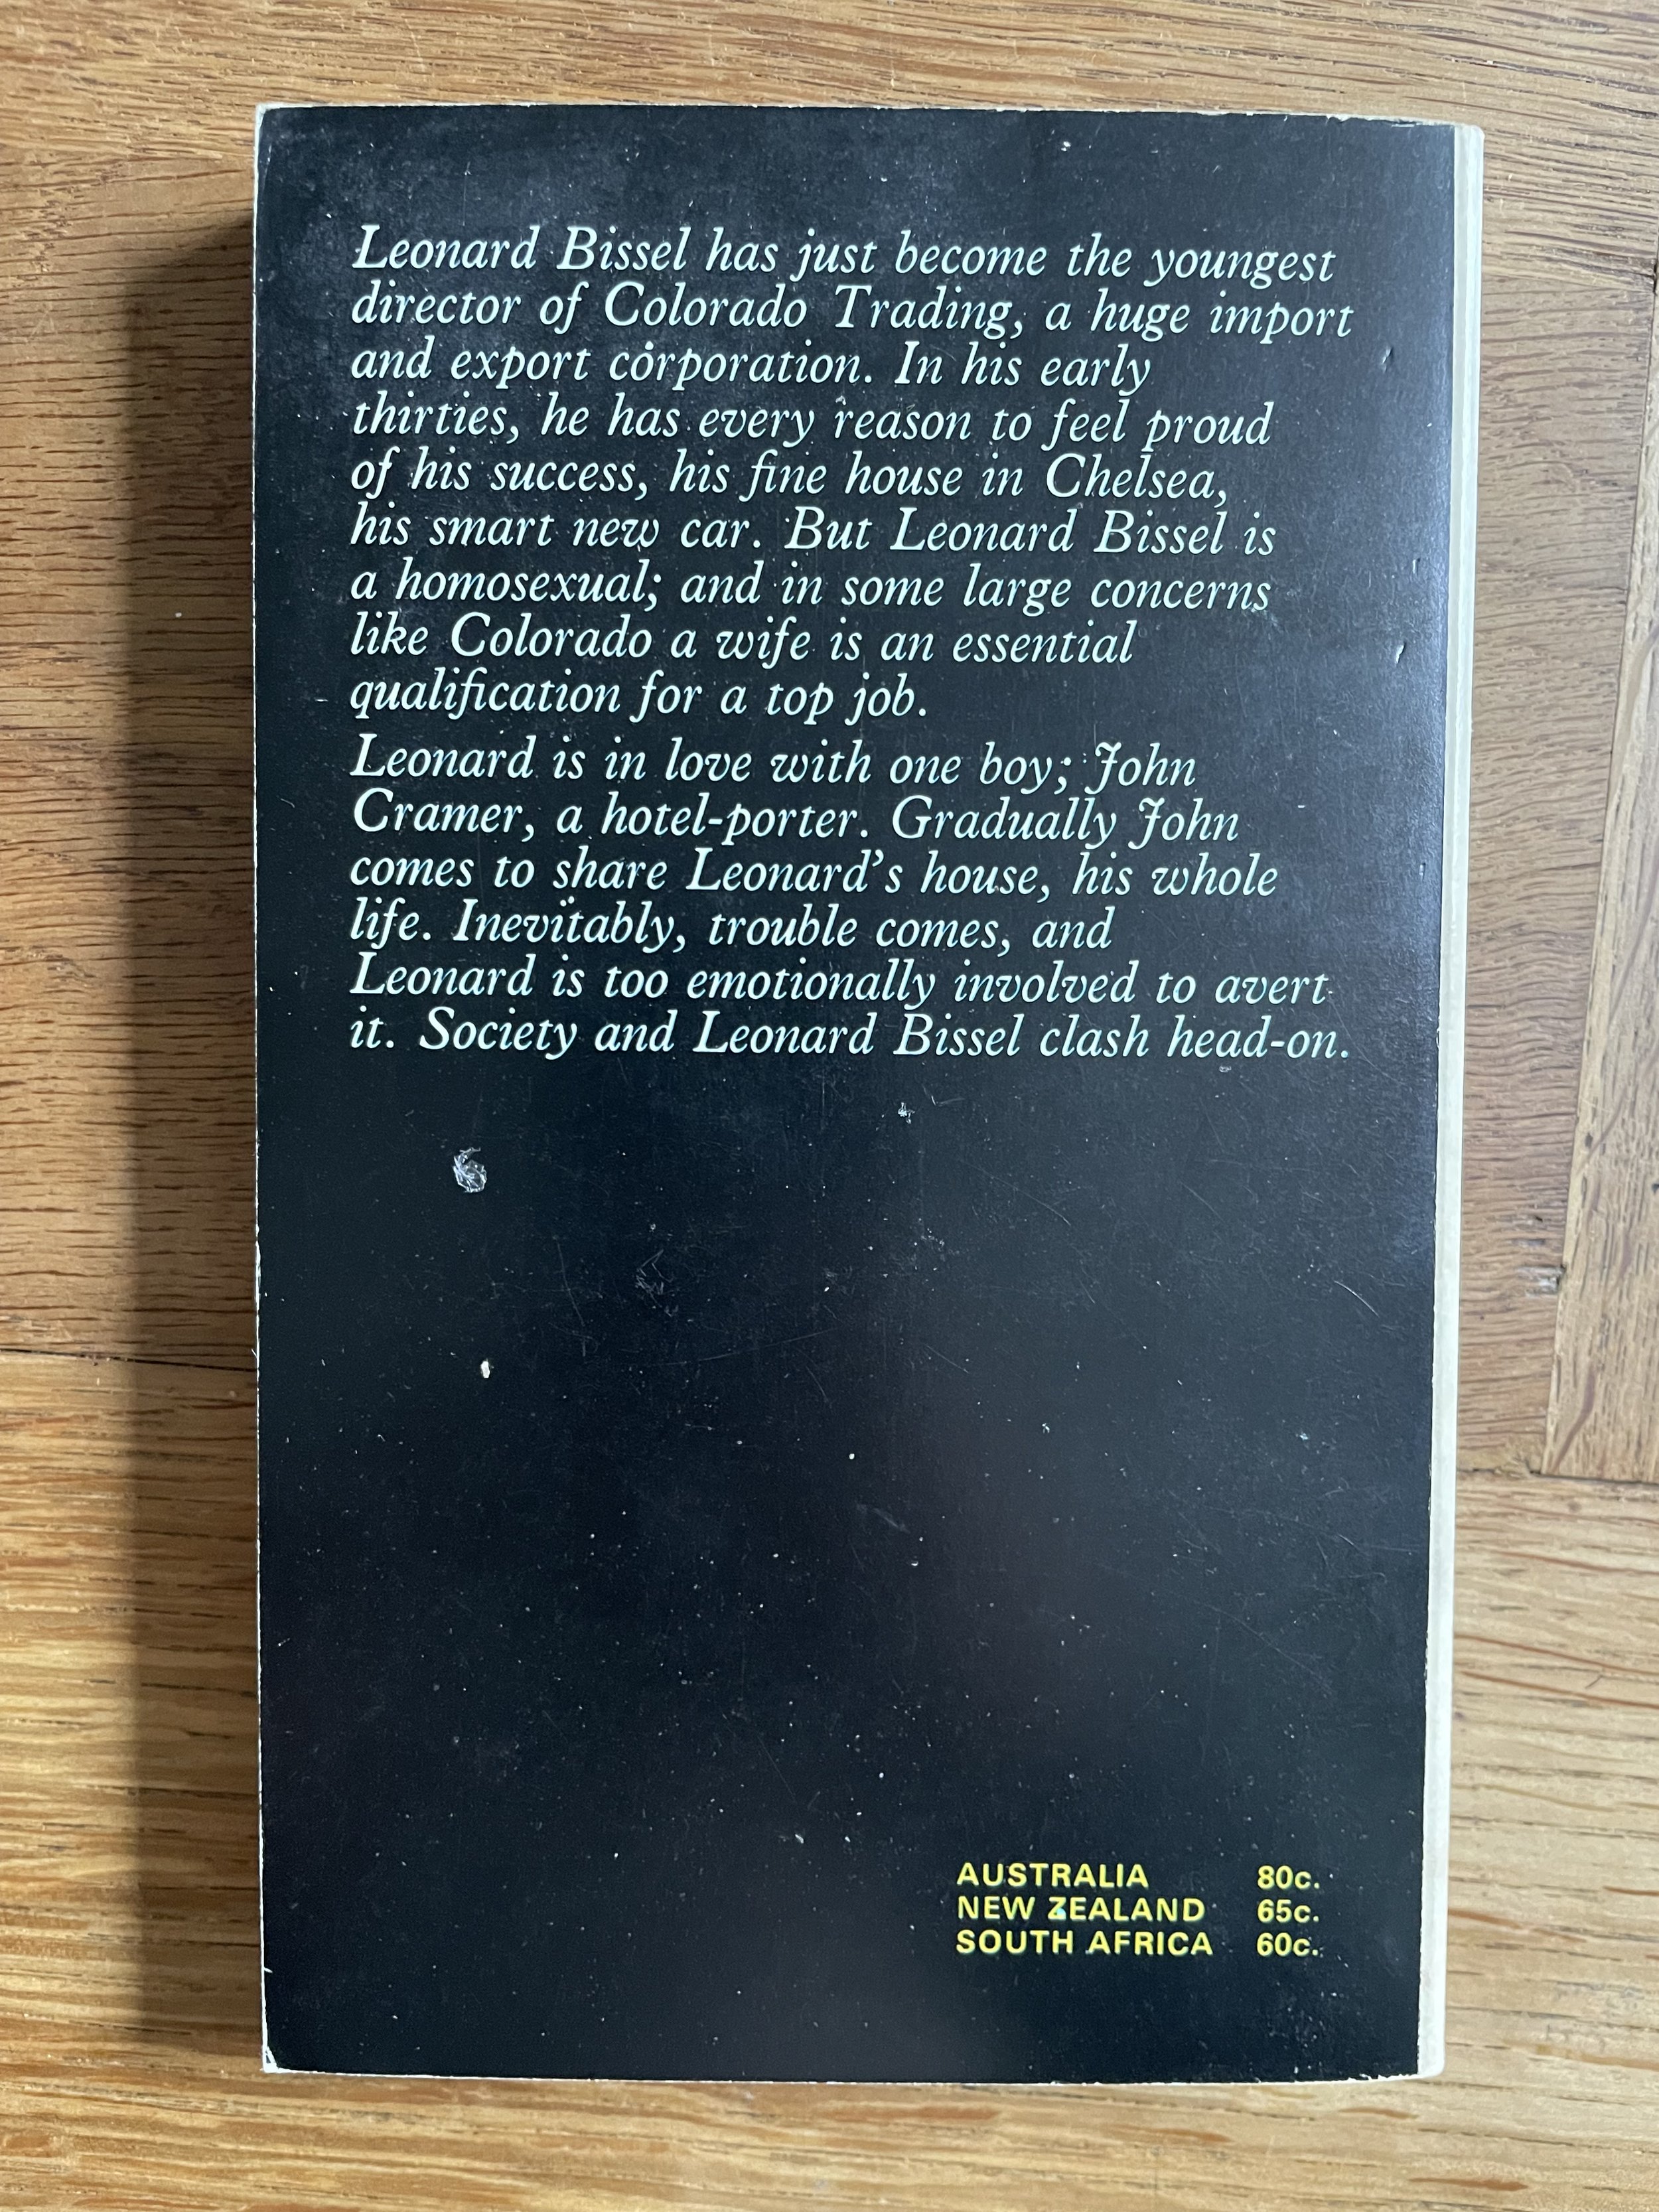 Leonard Bissel has just become the youngest
director of Colorado Trading, a huge import
and export corporation. In his early
thirties, he has every reason to feel proud
of his success, his fine house in Chelsea,
his smart new car. But Leonard Bissel is
a homosexual; and in some large concerns
like Colorado a wife is an essential
qualification for a top job.
Leonard is in love with one boy; John
Cramer, a hotel-porter. Gradually John
comes to share Leonard's house, his whole
life. Inevitably, trouble comes, and
Leonard is too emotionally involved to avert
it. Society and Leonard Bissel clash head-on.
AUSTRALIA 80c.
NEW ZEALAND 65c.
SOUTH AFRICA 60c.